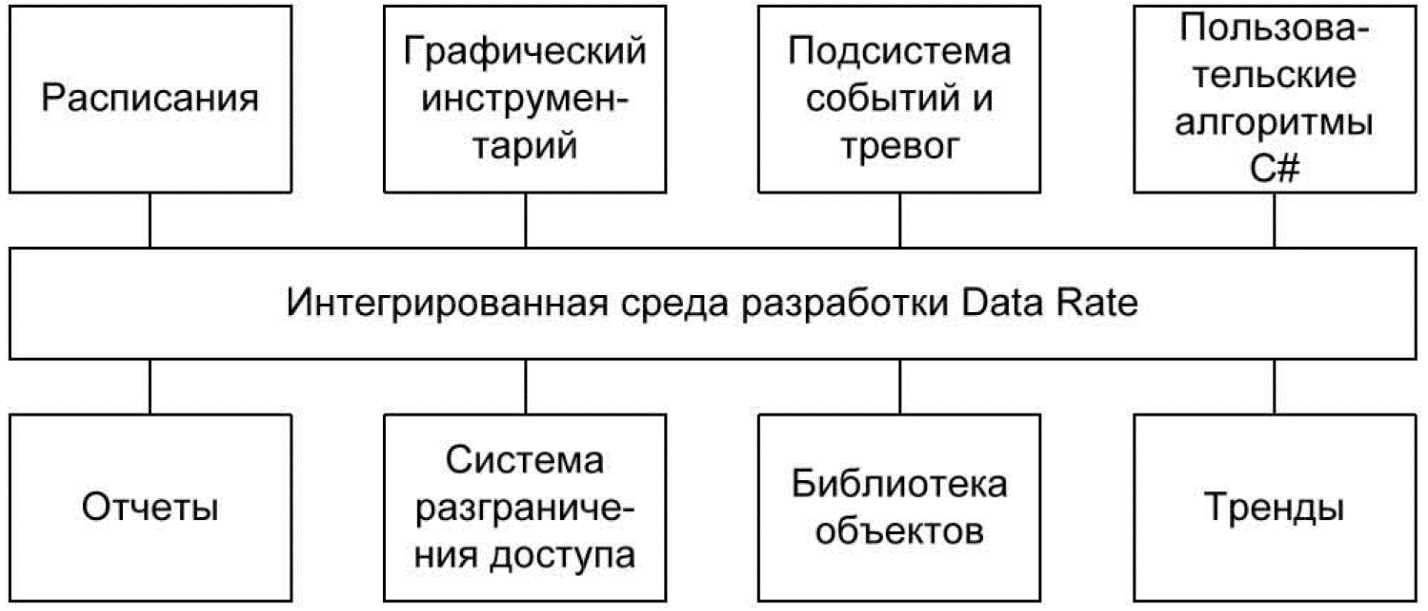 Расписания
Графический
инструмен-
тарий
Подсистема
событий и
тревог
Пользова-
тельские
алгоритмы
C#
Интегрированная среда разработки Data Rate
Отчеты
Система
разграниче-
ния доступа
Библиотека
объектов
Тренды